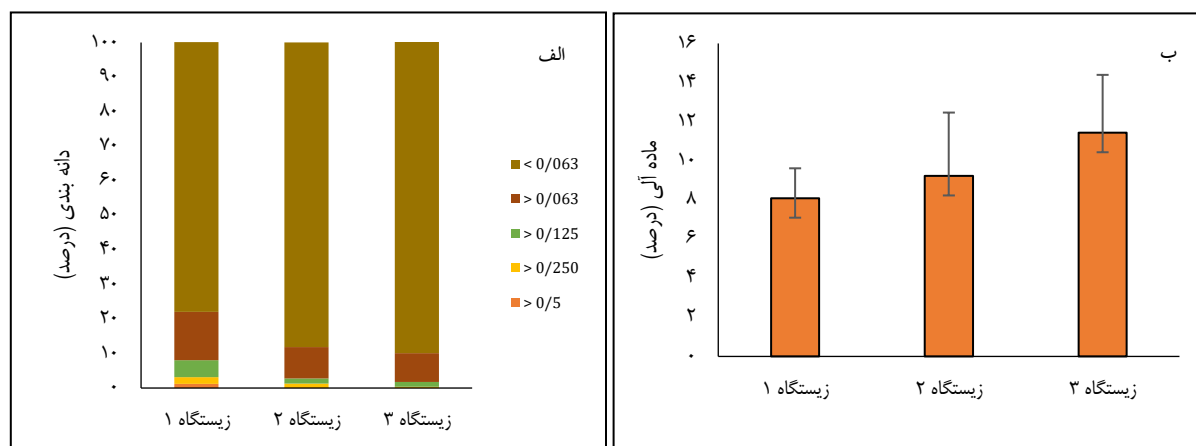 الف
۱۰۰
۹۰
۸۰
۷۰
۶۰
۵۰
۴۰
۳۰
۲۰
۱۰
۰
دانه بندی (درصد)
زیستگاه ۱
زیستگاه ۲
زیستگاه ۳
< 0/063
> 0/063
> 0/125
> 0/250
> 0/5
ب
۱۶
۱۴
۱۲
۱۰
۸
۶
۴
۲
۰
ماده آلی (درصد)
زیستگاه ۱
زیستگاه ۲
زیستگاه ۳